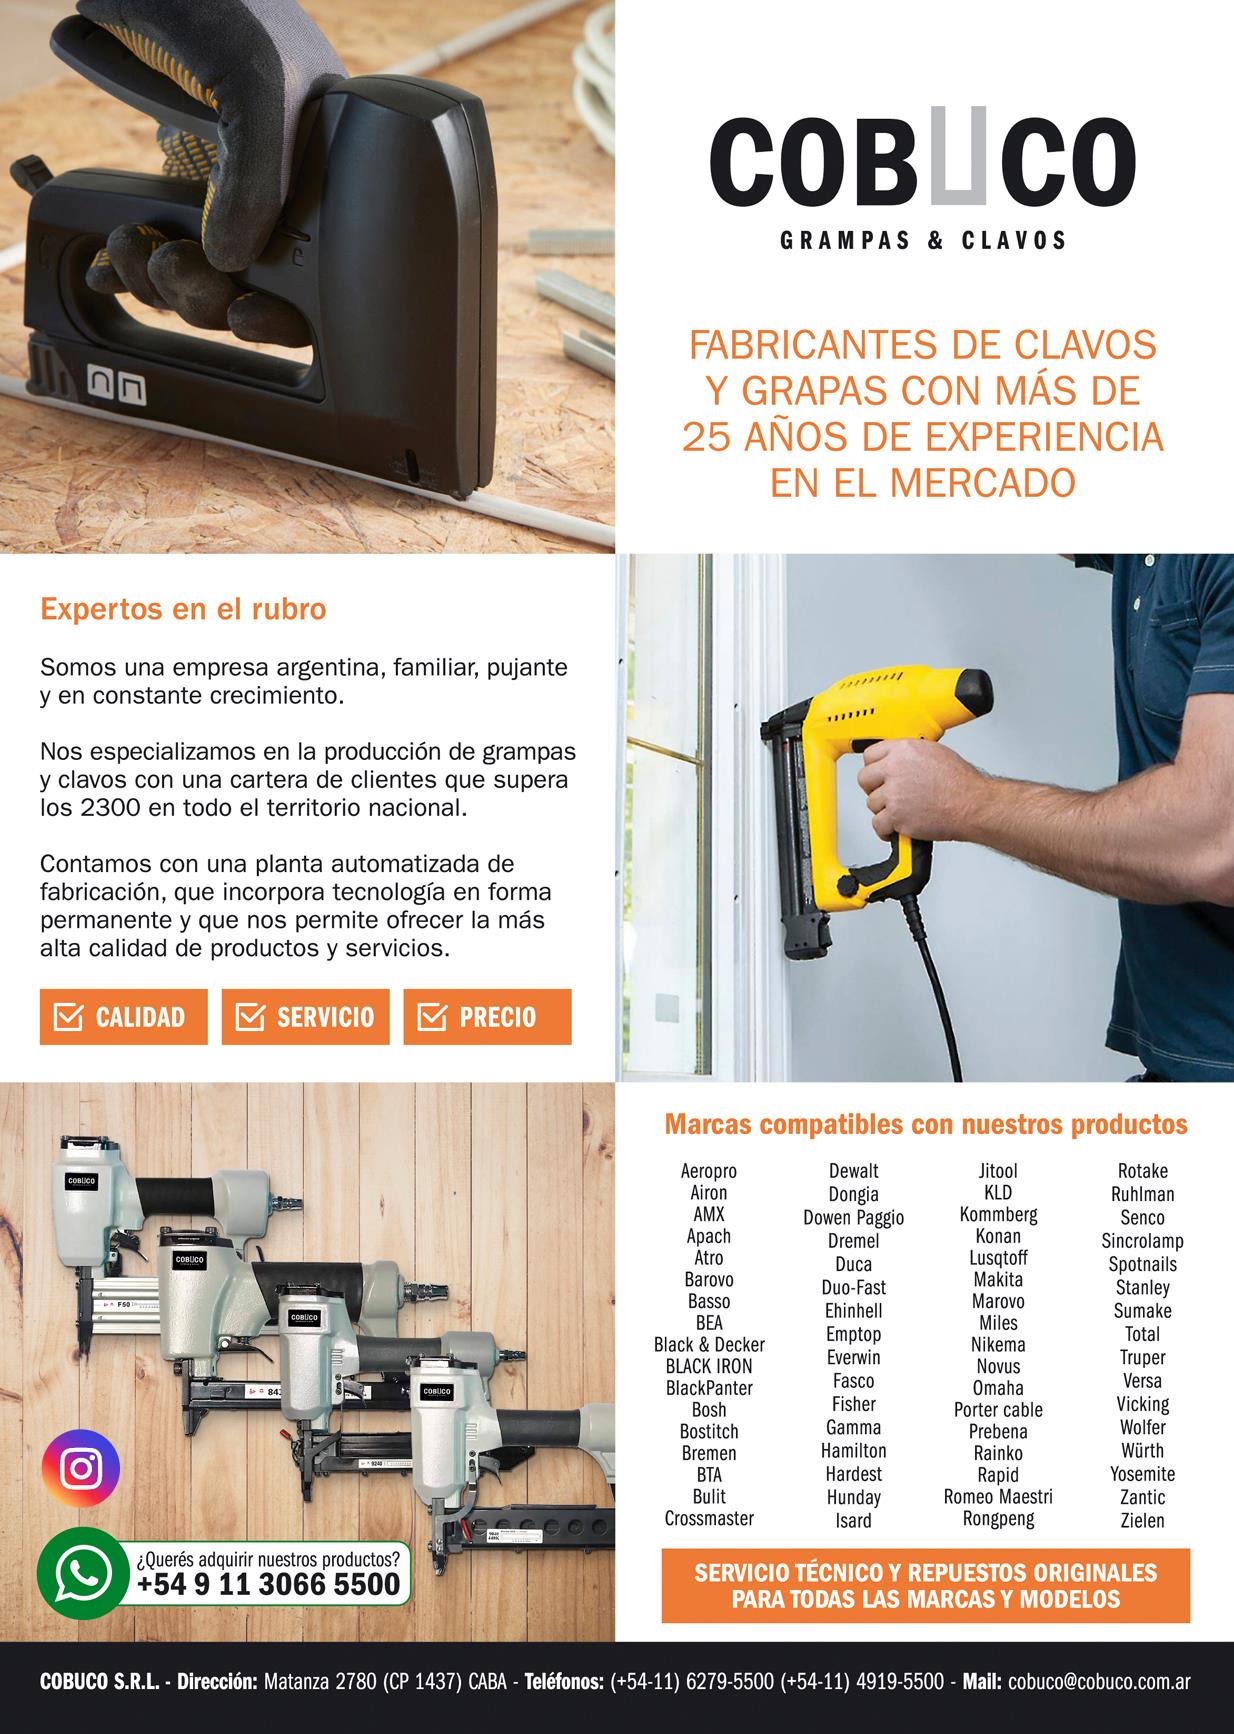 COBUCO
GRAMPAS & CLAVOS
FABRICANTES DE CLAVOS
Y GRAPAS CON MÁS DE
25 AÑOS DE EXPERIENCIA
EN EL MERCADO
Expertos en el rubro
Somos una empresa argentina, familiar, pujante
y en constante crecimiento.
Nos especializamos en la producción de grampas
y clavos con una cartera de clientes que supera
los 2300 en todo el territorio nacional.
Contamos con una planta automatizada de
fabricación, que incorpora tecnología en forma
permanente y que nos permite ofrecer la más
alta calidad de productos y servicios.
CALIDAD
SERVICIO
PRECIO
COBUCO
F50
COBUCO
COBUCO
9240
COBUCO
¿Querés adquirir nuestros productos?
+54 9 11 3066 5500
Marcas compatibles con nuestros productos
Aeropro
Airon
AMX
Apach
Atro
Barovo
Basso
BEA
Black & Decker
BLACK IRON
BlackPanter
Bosh
Bostitch
Bremen
BTA
Bulit
Crossmaster
Dewalt
Dongia
Dowen Paggio
Dremel
Duca
Duo-Fast
Ehinhell
Emptop
Everwin
Fasco
Fisher
Gamma
Hamilton
Hardest
Hunday
Isard
Jitool
KLD
Kommberg
Konan
Lusqtoff
Makita
Marovo
Miles
Nikema
Novus
Omaha
Porter cable
Prebena
Rainko
Rapid
Romeo Maestri
Rongpeng
Rotake
Ruhlman
Senco
Sincrolamp
Spotnails
Stanley
Sumake
Total
Truper
Versa
Vicking
Wolfer
Würth
Yosemite
Zantic
Zielen
SERVICIO TÉCNICO Y REPUESTOS ORIGINALES
PARA TODAS LAS MARCAS Y MODELOS
COBUCO S.R.L. - Dirección: Matanza 2780 (CP 1437) CABA - Teléfonos: (+54-11) 6279-5500 (+54-11) 4919-5500 - Mail: cobuco@cobuco.com.ar